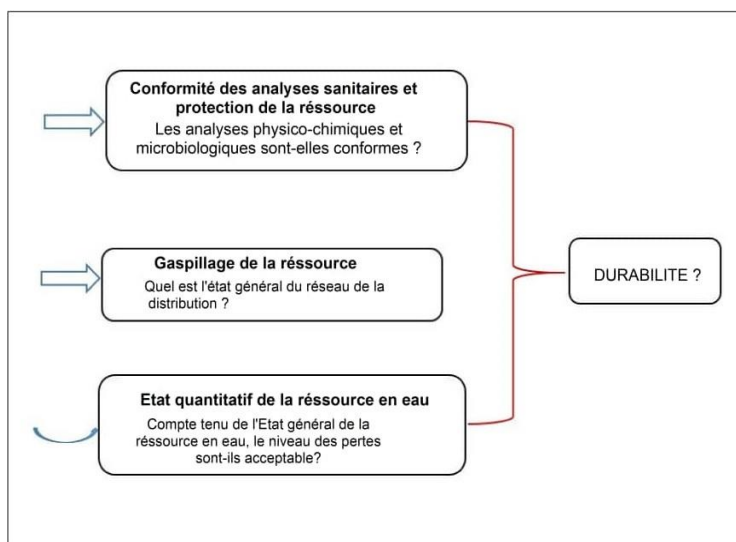 Conformité des analyses sanitaires et
protection de la réssource
Les analyses physico-chimiques et
microbiologiques sont-elles conformes ?
Gaspillage de la réssource
Quel est l'état général du réseau de la
distribution ?
Etat quantitatif de la réssource en eau
Compte tenu de l'Etat général de la
réssource en eau, le niveau des pertes
sont-ils acceptable?
DURABILITE ?